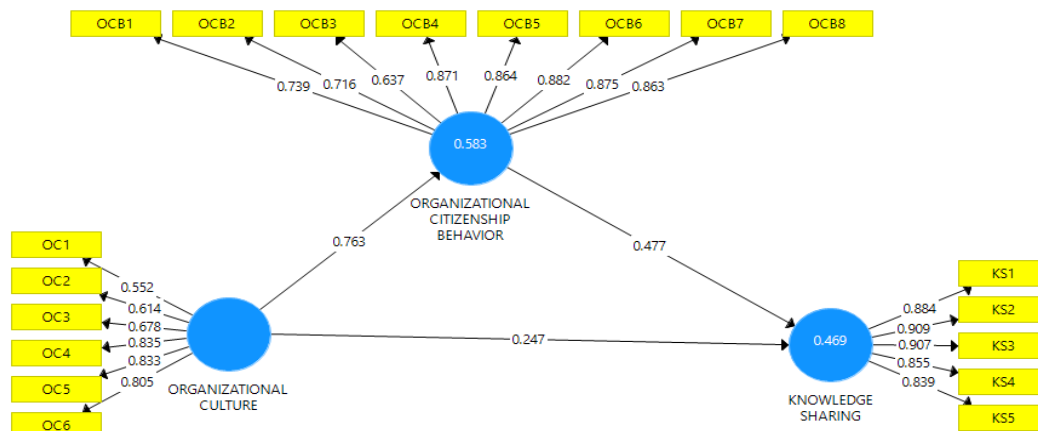 OCB1 OCB2 OCB3 OCB4 OCB5 OCB6 OCB7 OCB8
0.739 0.716 0.637 0.871 0.864 0.882 0.875 0.863
0.583
ORGANIZATIONAL
CITIZENSHIP
BEHAVIOR
0.763
0.477
OC1
OC2
OC3
OC4
OC5
OC6
0.552
0.614
0.678
0.835
0.833
0.805
ORGANIZATIONAL
CULTURE
0.247
0.469
KNOWLEDGE
SHARING
0.884
0.909
0.907
0.855
0.839
KS1
KS2
KS3
KS4
KS5